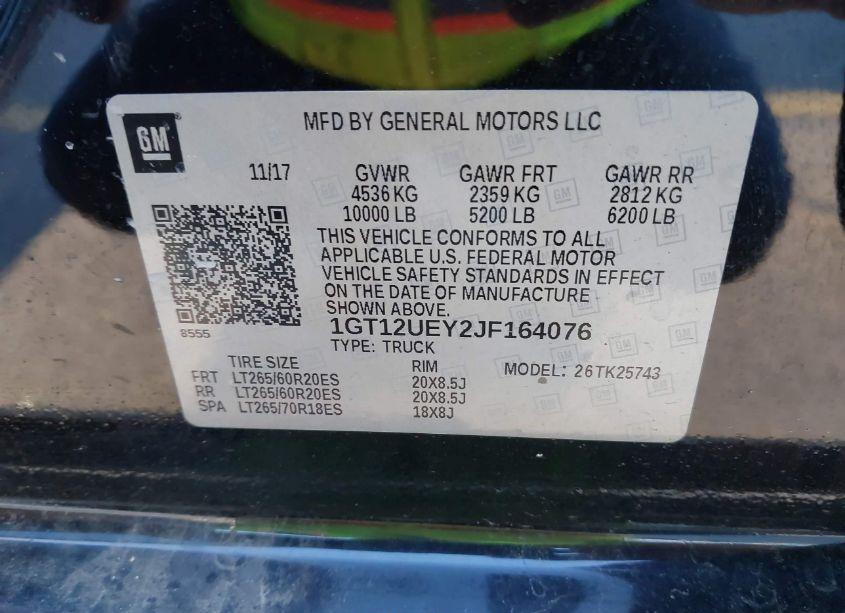 GM
MFD BY GENERAL MOTORS LLC
11/17 GVWR GAWR FRT GAWR RR
4536 KG 2359 KG 2812 KG
10000 LB 5200 LB 6200 LB
THIS VEHICLE CONFORMS TO ALL
APPLICABLE U.S. FEDERAL MOTOR
VEHICLE SAFETY STANDARDS IN EFFECT
ON THE DATE OF MANUFACTURE
SHOWN ABOVE.
8555
1GT12UEY2JF164076
TYPE: TRUCK
TIRE SIZE RIM MODEL: 26TK25743
FRT LT265/60R20ES 20X8.5J
RR LT265/60R20ES 20X8.5J
SPA LT265/70R18ES 18X8J